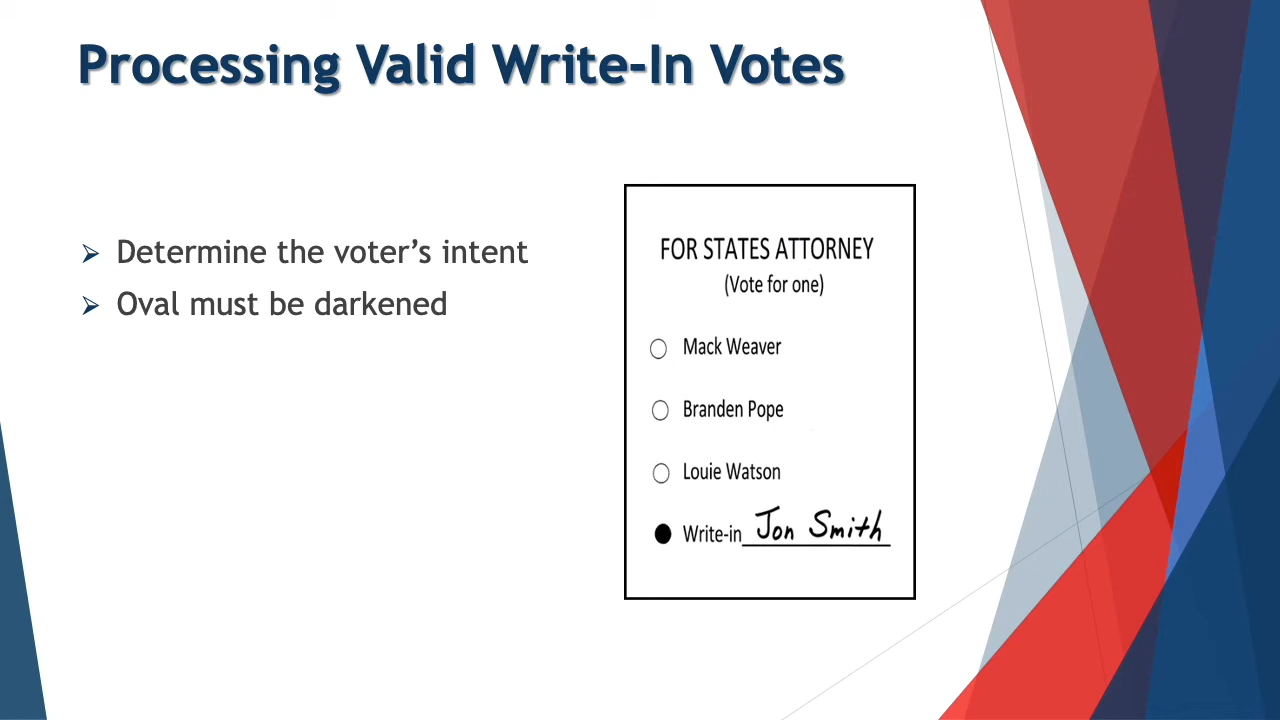 Processing Valid Write-In Votes
Determine the voter’s intent
Oval must be darkened
FOR STATES ATTORNEY
(Vote for one)
Mack Weaver
Branden Pope
Louie Watson
Write-in Jon Smith